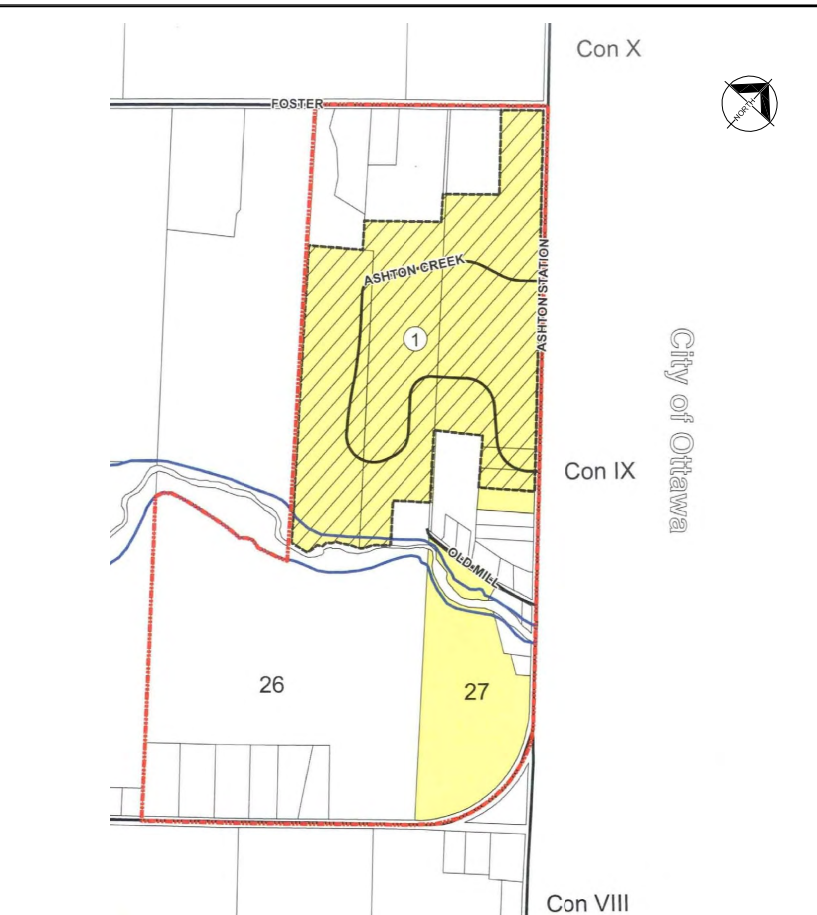 Con X
NORTH
FOSTER
ASHTON CREEK
ASHTON STATION
1
City of Ottawa
Con IX
OLD MILL
26
27
Con VIII